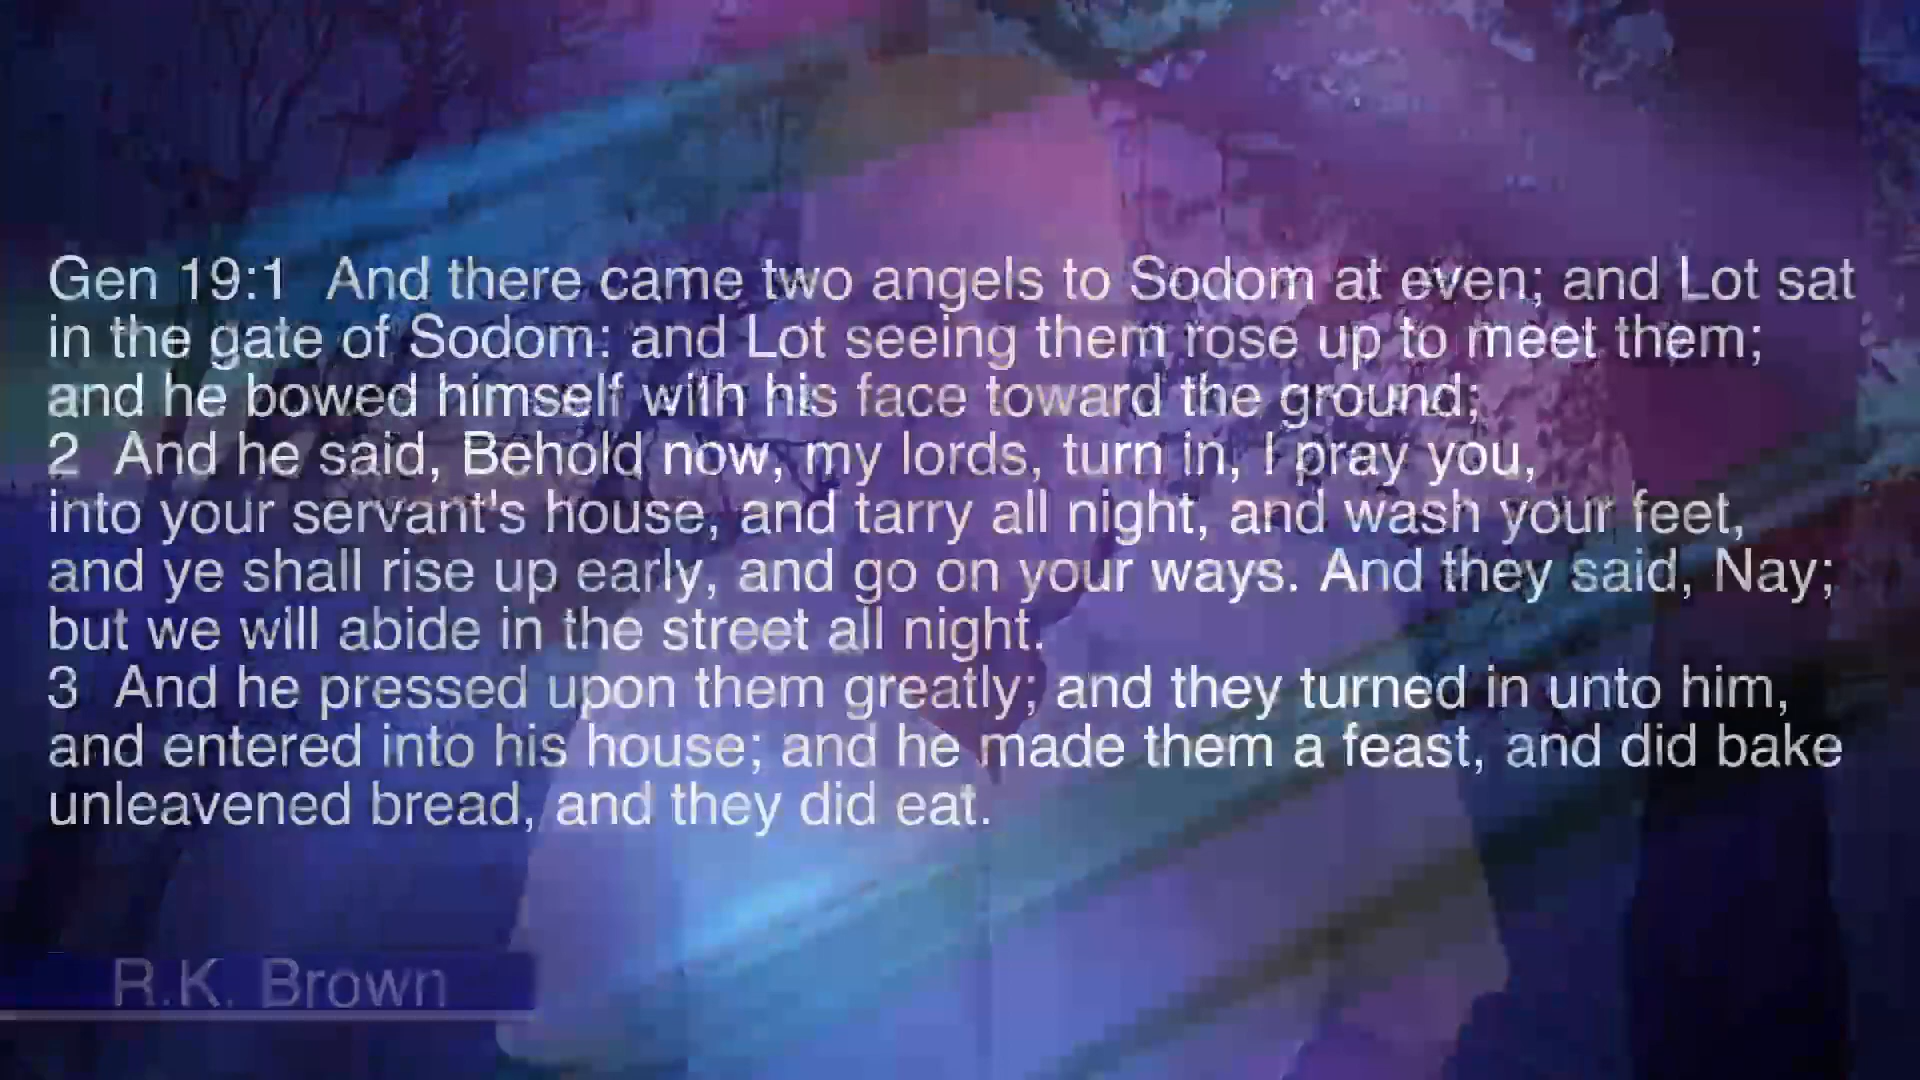 Gen 19:1  And there came two angels to Sodom at even; and Lot sat
in the gate of Sodom: and Lot seeing them rose up to meet them;
and he bowed himself with his face toward the ground;
2  And he said, Behold now, my lords, turn in, I pray you,
into your servant's house, and tarry all night, and wash your feet,
and ye shall rise up early, and go on your ways. And they said, Nay;
but we will abide in the street all night.
3  And he pressed upon them greatly; and they turned in unto him,
and entered into his house; and he made them a feast, and did bake
unleavened bread, and they did eat.
R.K. Brown